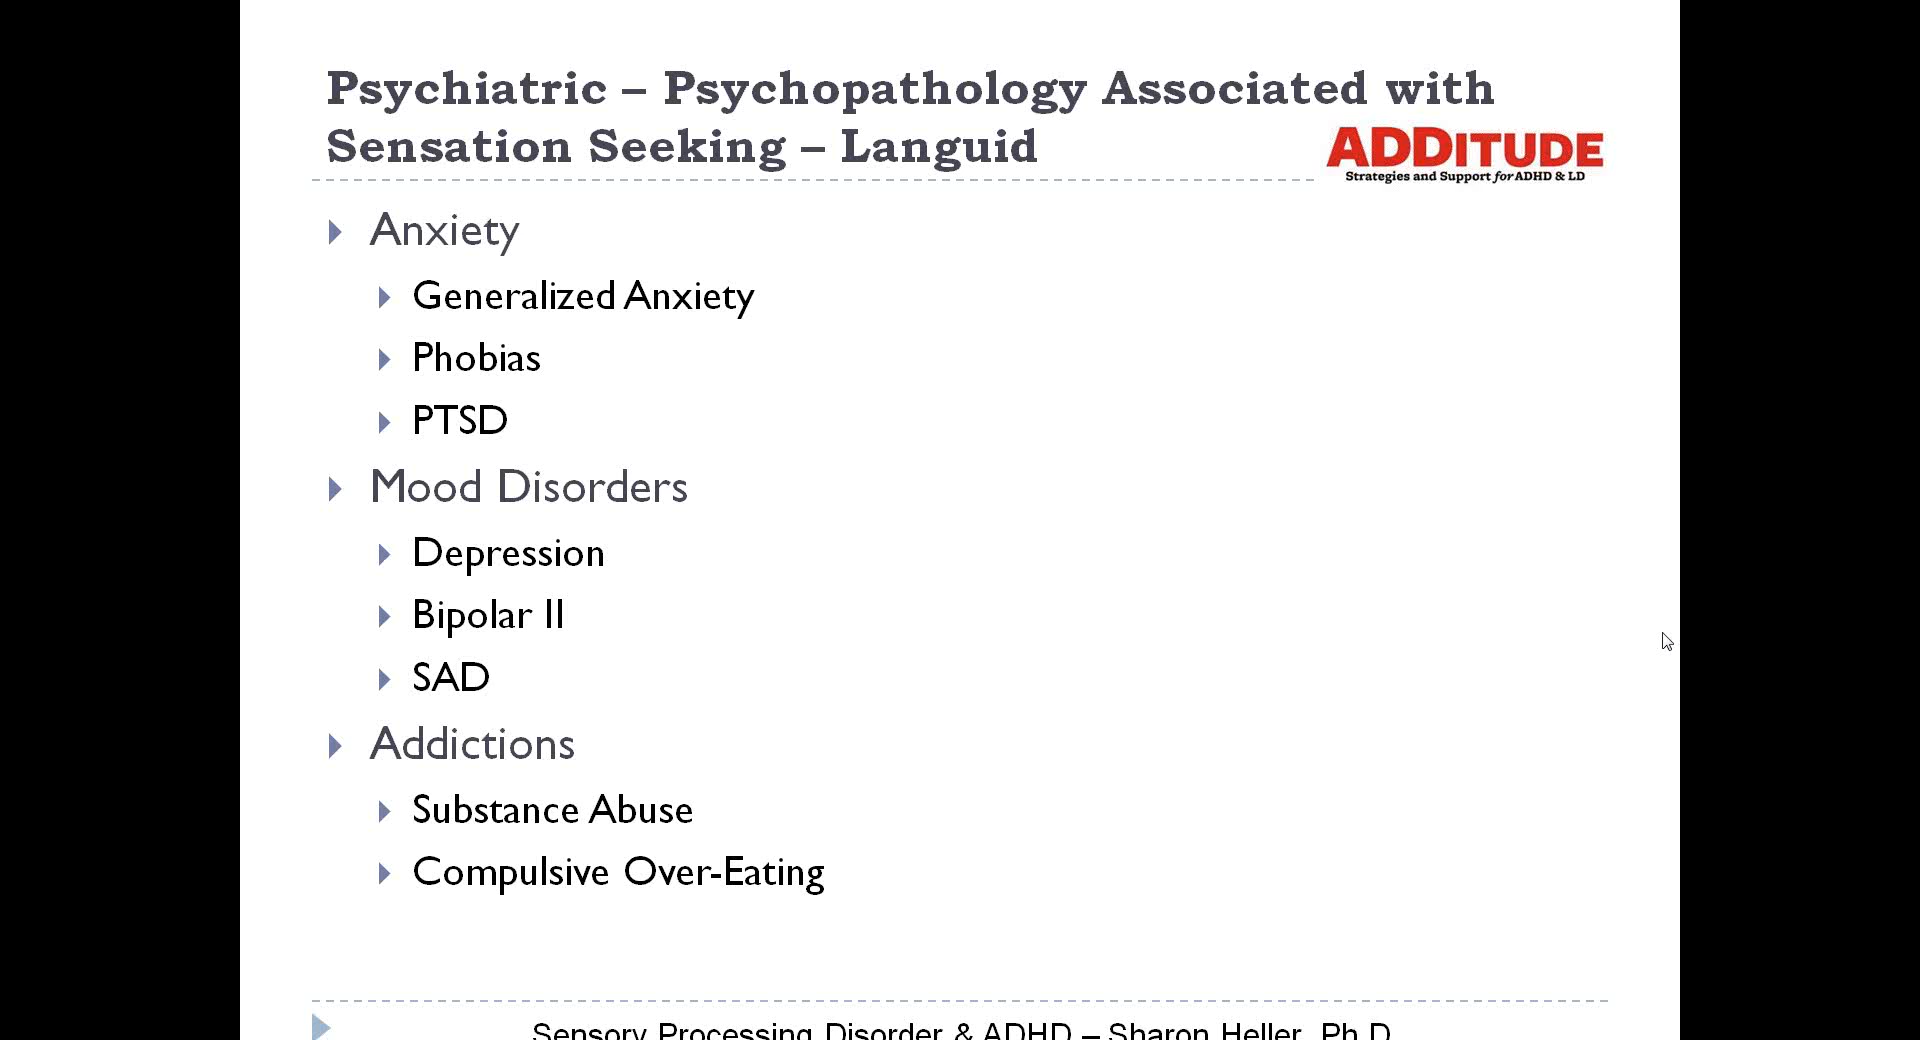 Psychiatric – Psychopathology Associated with
Sensation Seeking – Languid
ADDITUDE
Strategies and Support for ADHD & LD
Anxiety
Generalized Anxiety
Phobias
PTSD
Mood Disorders
Depression
Bipolar II
SAD
Addictions
Substance Abuse
Compulsive Over-Eating
Sensory Processing Disorder & ADHD – Sharon Heller, Ph.D.